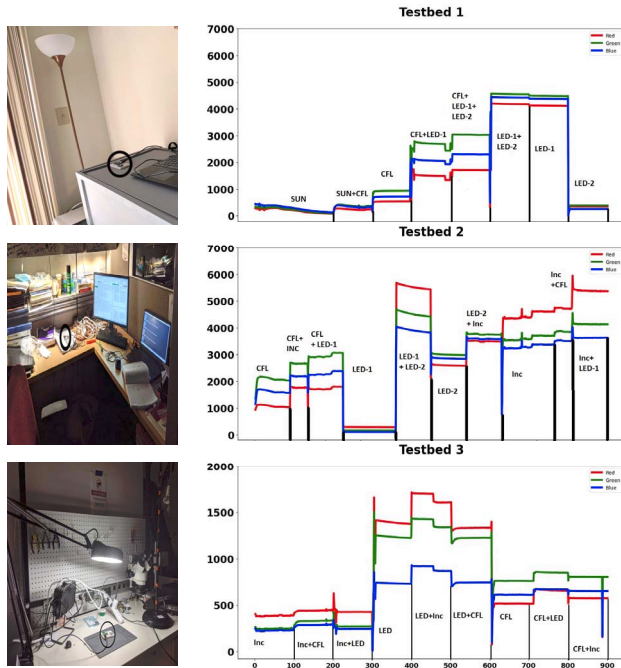 Testbed 1
7000
6000
5000
4000
3000
2000
1000
0
Red
Green
Blue
SUN
SUN+CFL
CFL
CFL+LED-1
CFL+
LED-1+
LED-2
LED-1+
LED-2
LED-1
LED-2
Testbed 2
7000
6000
5000
4000
3000
2000
1000
0
Red
Green
Blue
CFL
CFL+
INC
CFL
+ LED-1
LED-1
LED-1
+ LED-2
LED-2
LED-2
+ Inc
Inc
Inc
+CFL
Inc+
LED-1
Testbed 3
2000
1500
1000
500
0
Red
Green
Blue
Inc
Inc+CFL
Inc+LED
LED
LED+Inc
LED+CFL
CFL
CFL+LED
CFL+Inc
0 100 200 300 400 500 600 700 800 900